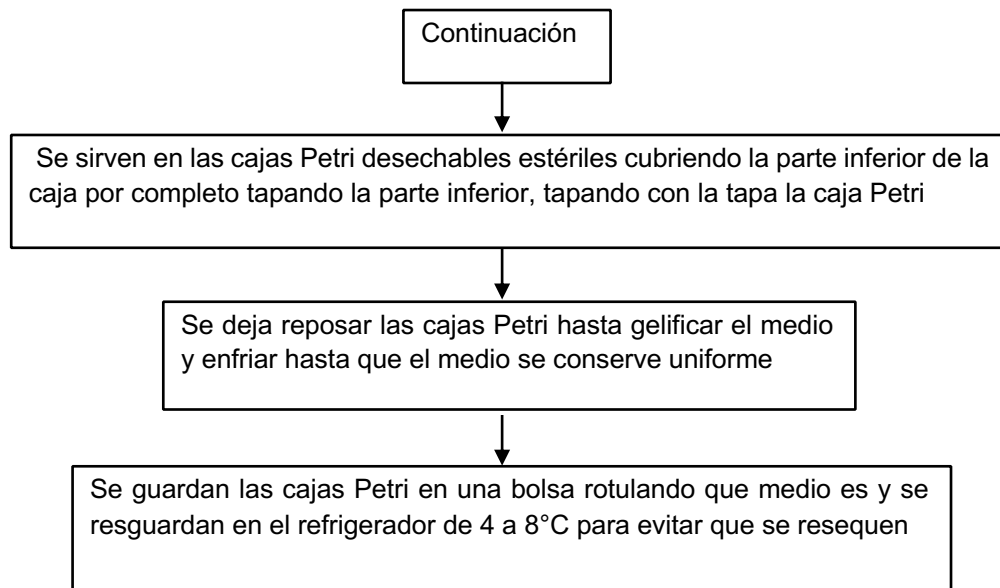 Continuación
Se sirven en las cajas Petri desechables estériles cubriendo la parte inferior de la
caja por completo tapando la parte inferior, tapando con la tapa la caja Petri
Se deja reposar las cajas Petri hasta gelificar el medio
y enfriar hasta que el medio se conserve uniforme
Se guardan las cajas Petri en una bolsa rotulando que medio es y se
resguardan en el refrigerador de 4 a 8°C para evitar que se resequen